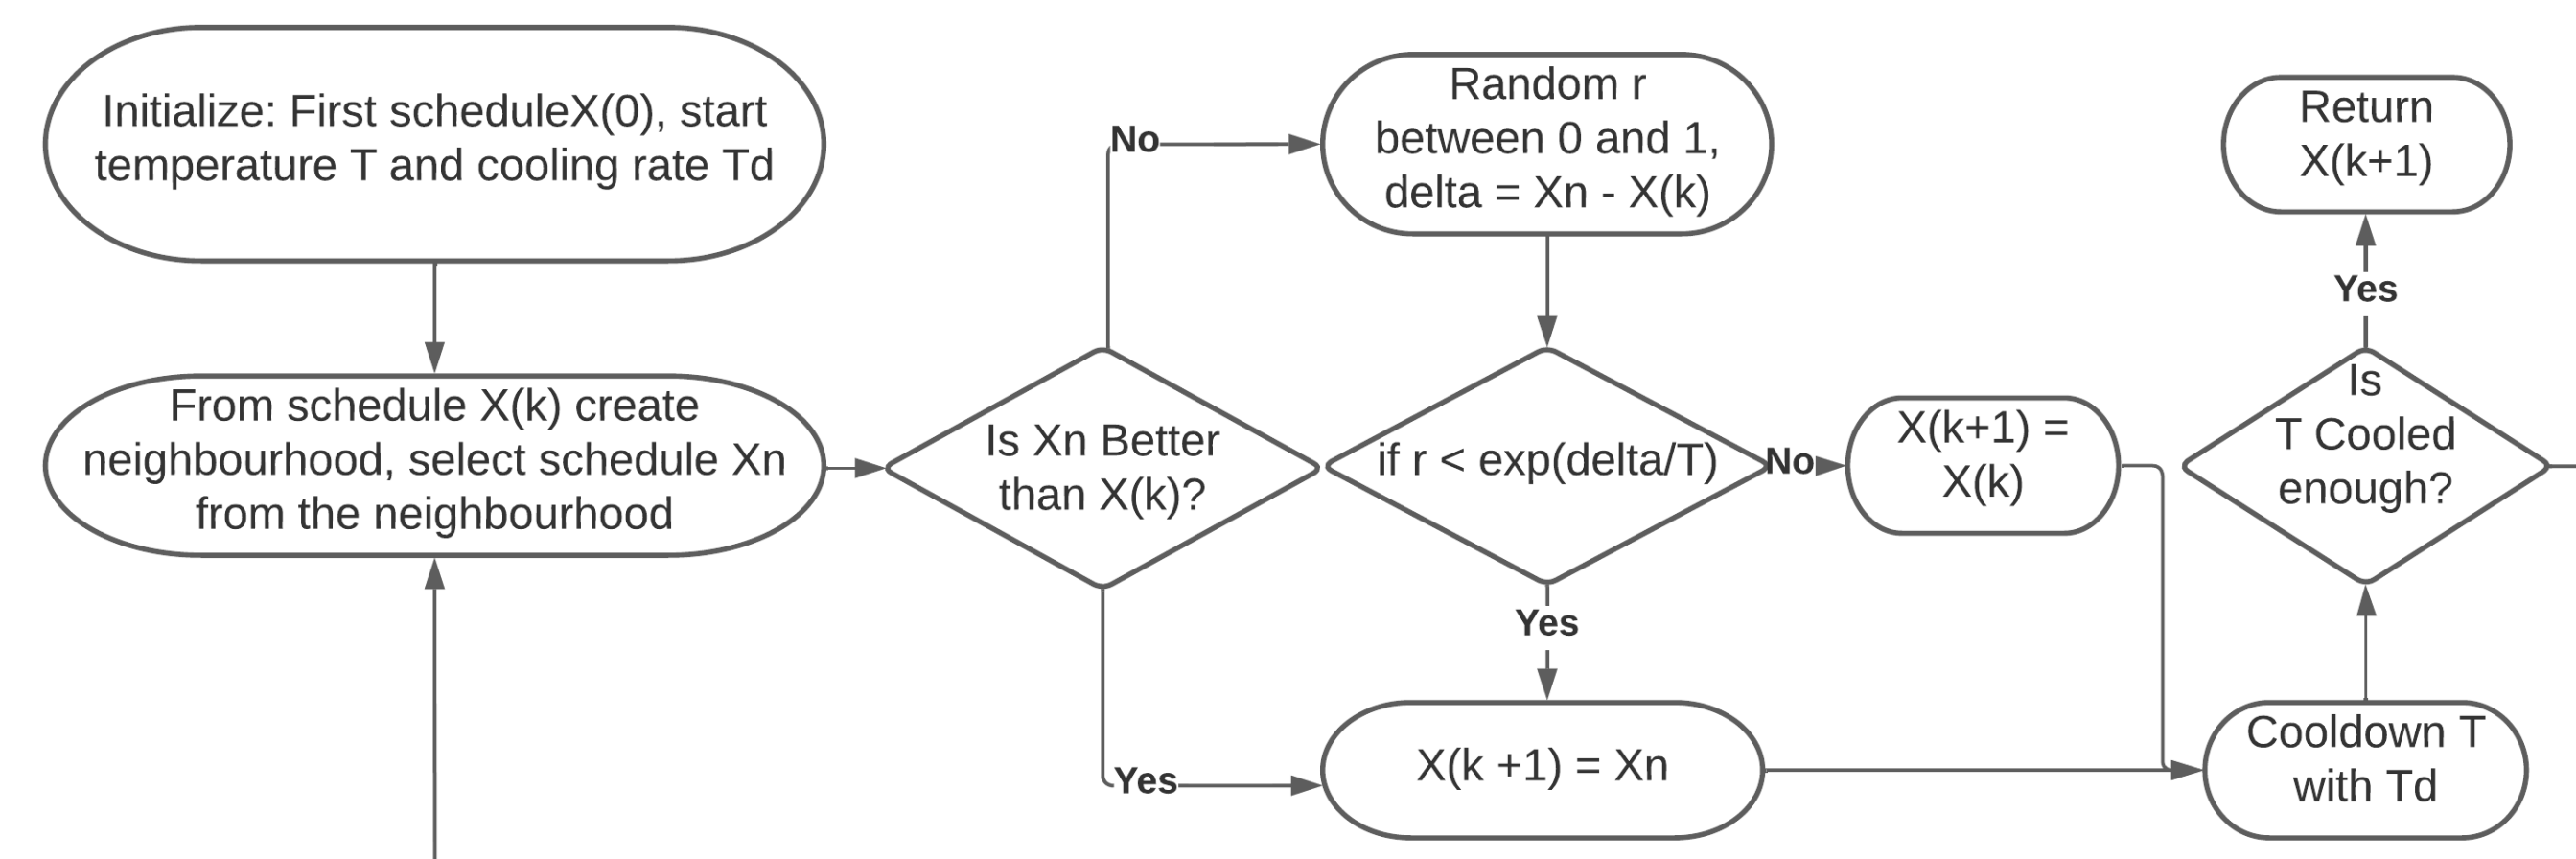 Initialize: First scheduleX(0), start
temperature T and cooling rate Td
From schedule X(k) create
neighbourhood, select schedule Xn
from the neighbourhood
Is Xn Better
than X(k)?
No
Yes
Random r
between 0 and 1,
delta = Xn - X(k)
if r < exp(delta/T)
No
Yes
X(k +1) = Xn
X(k+1) =
X(k)
Cooldown T
with Td
Is
T Cooled
enough?
Yes
Return
X(k+1)